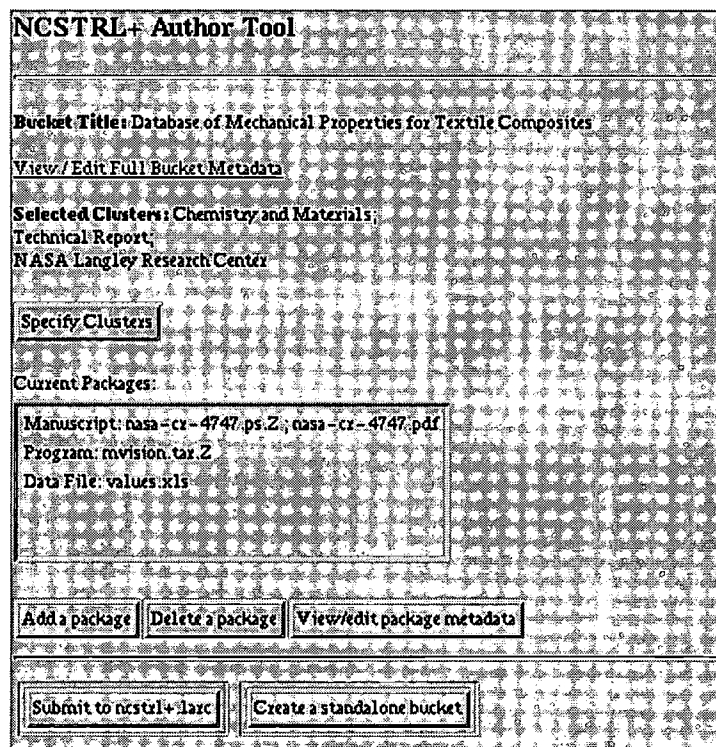 NCSTRL+ Author Tool
Bucket Title: Database of Mechanical Properties for Textile Composites
View / Edit Full Bucket Metadata
Selected Clusters: Chemistry and Materials;
Technical Report;
NASA Langley Research Center
Specify Clusters
Current Packages:
Manuscript: nasa-cr-4747.ps.Z ; nasa-cr-4747.pdf
Program: mvision.tar.Z
Data File: values.xls
Add a package Delete a package View/edit package metadata
Submit to ncstrl+.larc Create a standalone bucket